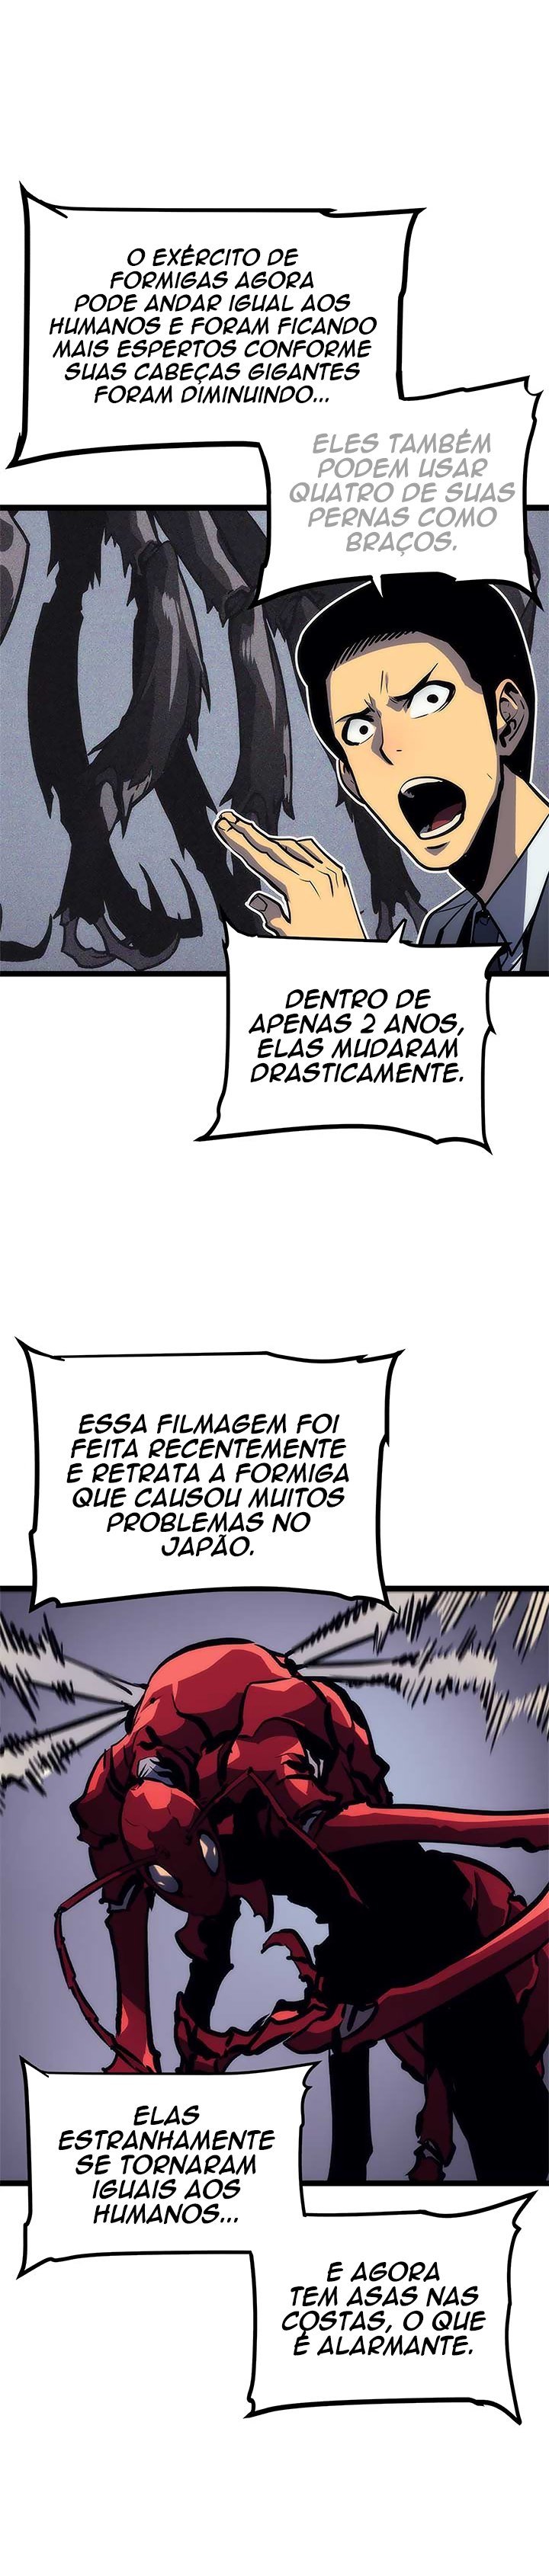 O EXÉRCITO DE
FORMIGAS AGORA
PODE ANDAR IGUAL AOS
HUMANOS E FORAM FICANDO
MAIS ESPERTOS CONFORME
SUAS CABEÇAS GIGANTES
FORAM DIMINUINDO...
ELES TAMBÉM
PODEM USAR
QUATRO DE SUAS
PERNAS COMO
BRAÇOS.
DENTRO DE
APENAS 2 ANOS,
ELAS MUDARAM
DRASTICAMENTE.
ESSA FILMAGEM FOI
FEITA RECENTEMENTE
E RETRATA A FORMIGA
QUE CAUSOU MUITOS
PROBLEMAS NO
JAPÃO.
ELAS
ESTRANHAMENTE
SE TORNARAM
IGUAIS AOS
HUMANOS...
E AGORA
TEM ASAS NAS
COSTAS, O QUE
É ALARMANTE.